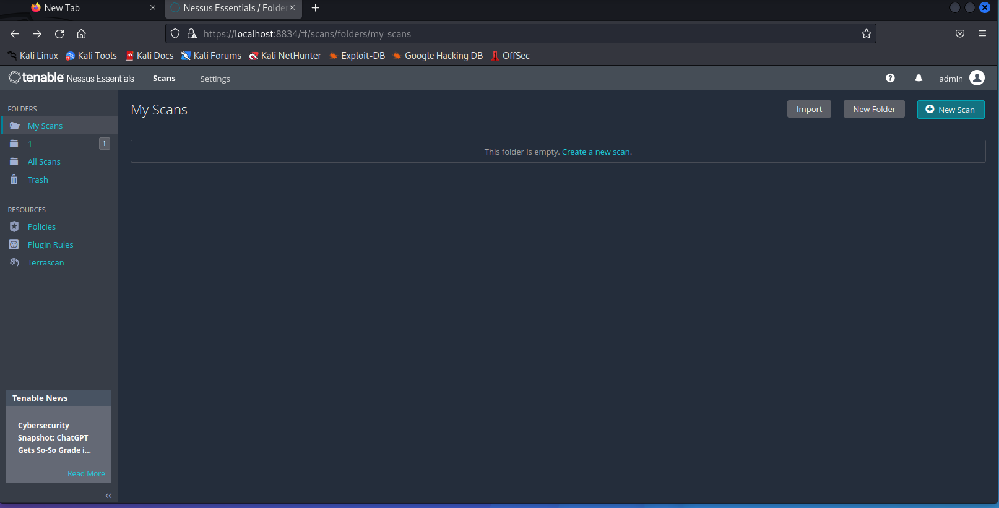 New Tab
Nessus Essentials / Folde
https://localhost:8834/#/scans/folders/my-scans
Kali Linux Kali Tools Kali Docs Kali Forums Kali NetHunter Exploit-DB Google Hacking DB OffSec
tenable Nessus Essentials Scans Settings admin
FOLDERS
My Scans
1 1
All Scans
Trash
RESOURCES
Policies
Plugin Rules
Terrascan
Tenable News
Cybersecurity
Snapshot: ChatGPT
Gets So-So Grade i...
Read More
My Scans
Import New Folder New Scan
This folder is empty. Create a new scan.